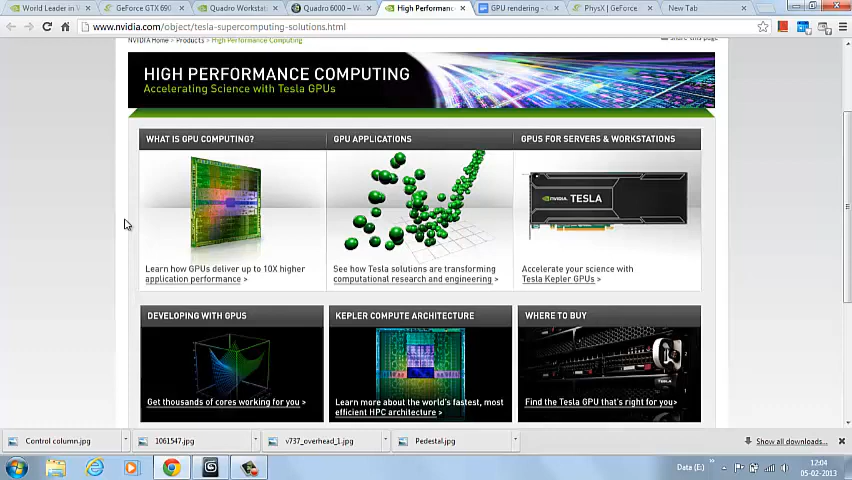 World Leader in V
GeForce GTX 690
Quadro Workstat
Quadro 6000 – W
High Performanc
GPU rendering -
PhysX | GeForce
New Tab
www.nvidia.com/object/tesla-supercomputing-solutions.html
NVIDIA Home > Products > High Performance Computing
Share this page
HIGH PERFORMANCE COMPUTING
Accelerating Science with Tesla GPUs
WHAT IS GPU COMPUTING?
GPU APPLICATIONS
GPUS FOR SERVERS & WORKSTATIONS
NVIDIA. TESLA
Learn how GPUs deliver up to 10X higher
application performance >
See how Tesla solutions are transforming
computational research and engineering >
Accelerate your science with
Tesla Kepler GPUs >
DEVELOPING WITH GPUS
KEPLER COMPUTE ARCHITECTURE
WHERE TO BUY
TESLA
Get thousands of cores working for you >
Learn more about the world's fastest, most
efficient HPC architecture >
Find the Tesla GPU that's right for you>
Control column.jpg
1061547.jpg
v737_overhead_1.jpg
Pedestal.jpg
Show all downloads...
Data (E:)
12:04
05-02-2013